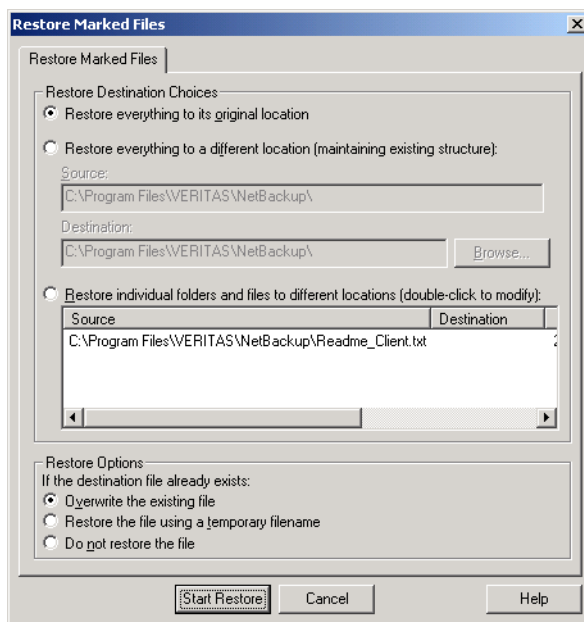 Restore Marked Files
Restore Marked Files
Restore Destination Choices
Restore everything to its original location
Restore everything to a different location (maintaining existing structure):
Source:
C:\Program Files\VERITAS\NetBackup\
Destination:
C:\Program Files\VERITAS\NetBackup\ Browse...
Restore individual folders and files to different locations (double-click to modify):
Source Destination
C:\Program Files\VERITAS\NetBackup\Readme_Client.txt
Restore Options
If the destination file already exists:
Overwrite the existing file
Restore the file using a temporary filename
Do not restore the file
Start Restore Cancel Help